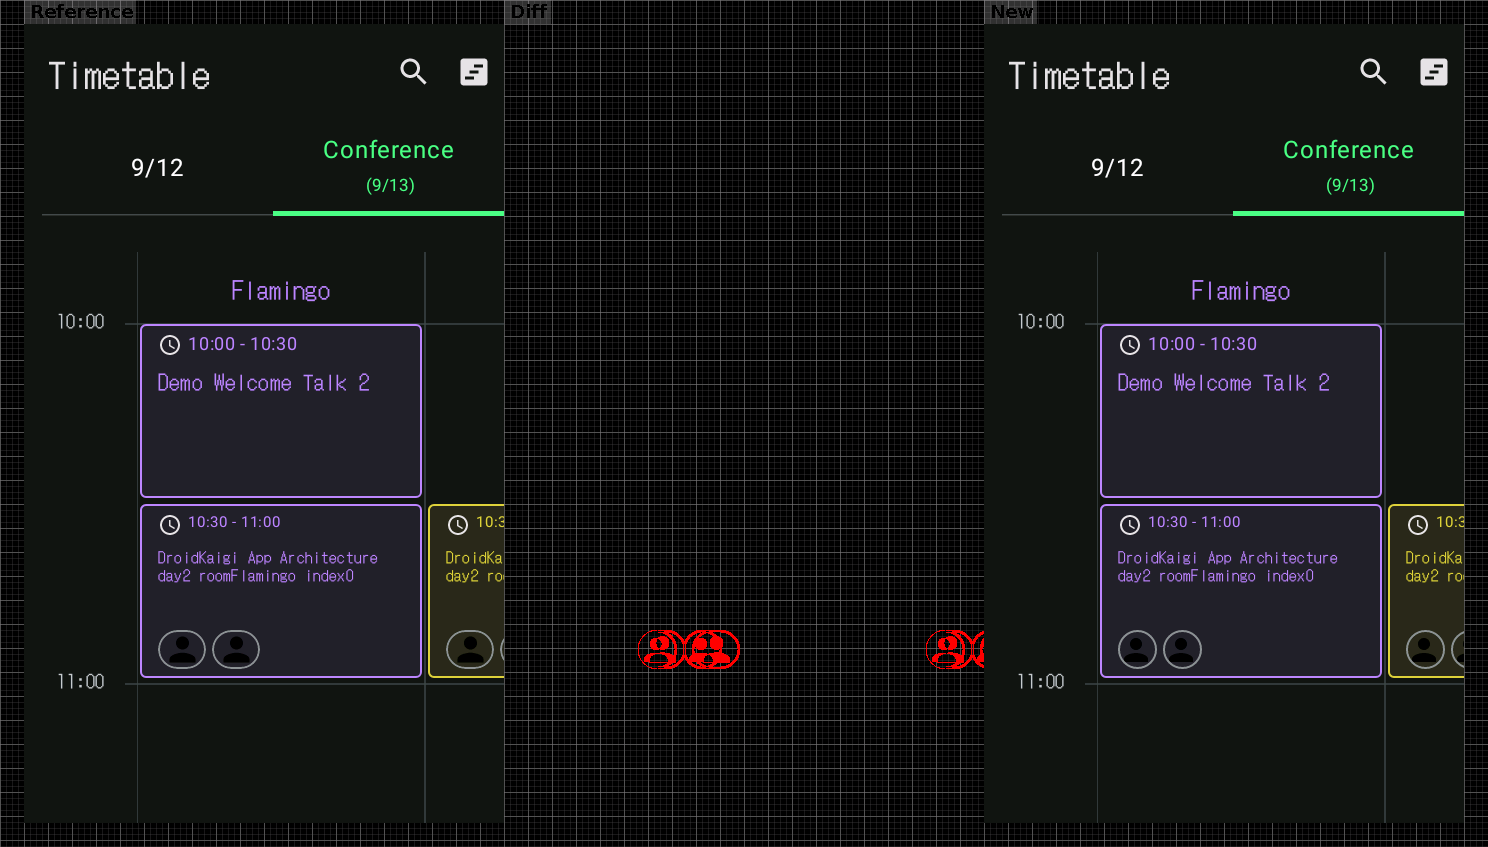 Reference
Diff
New
Timetable
9/12
Conference
(9/13)
Flamingo
10:00
10:00 - 10:30
Demo Welcome Talk 2
10:30 - 11:00
DroidKaigi App Architecture
day2 roomFlamingo index0
10:3
DroidKa
day2 ro
11:00
Timetable
9/12
Conference
(9/13)
Flamingo
10:00
10:00 - 10:30
Demo Welcome Talk 2
10:30 - 11:00
DroidKaigi App Architecture
day2 roomFlamingo index0
10:3
DroidKa
day2 ro
11:00